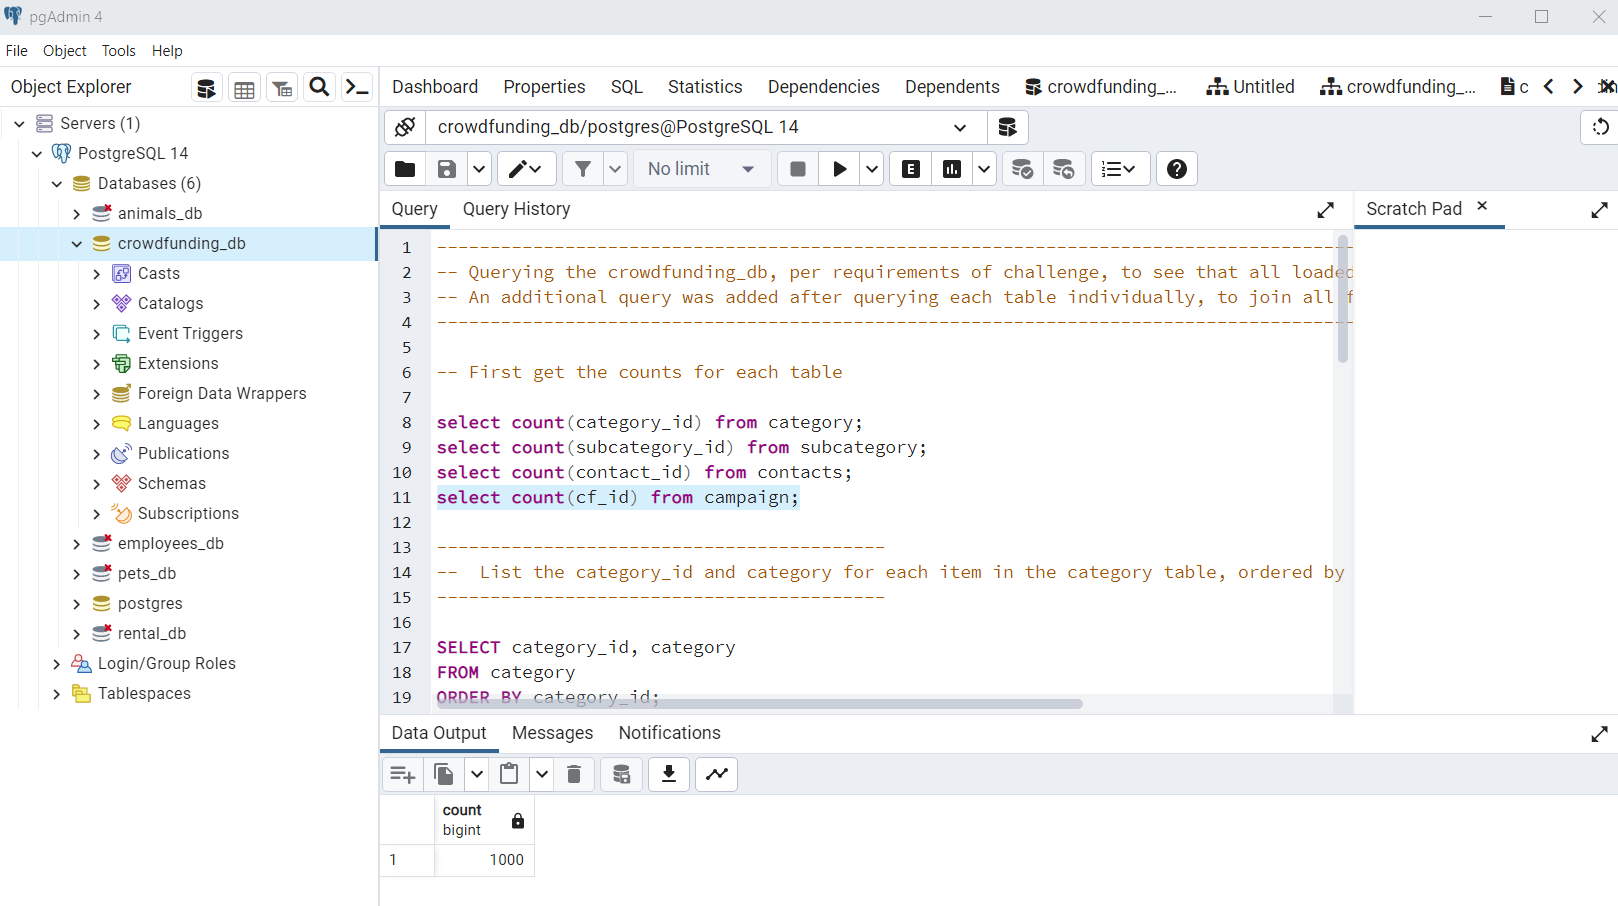 pgAdmin 4
File Object Tools Help
Object Explorer
Dashboard Properties SQL Statistics Dependencies Dependents crowdfunding_... Untitled crowdfunding_... c
Servers (1)
PostgreSQL 14
Databases (6)
animals_db
crowdfunding_db
Casts
Catalogs
Event Triggers
Extensions
Foreign Data Wrappers
Languages
Publications
Schemas
Subscriptions
employees_db
pets_db
postgres
rental_db
Login/Group Roles
Tablespaces
crowdfunding_db/postgres@PostgreSQL 14
No limit
E
Query Query History
Scratch Pad
1 --------------------------------------------------------------------------------------
2 -- Querying the crowdfunding_db, per requirements of challenge, to see that all loaded
3 -- An additional query was added after querying each table individually, to join all f
4 --------------------------------------------------------------------------------------
5
6 -- First get the counts for each table
7
8 select count(category_id) from category;
9 select count(subcategory_id) from subcategory;
10 select count(contact_id) from contacts;
11 select count(cf_id) from campaign;
12
13 ------------------------------------------
14 --  List the category_id and category for each item in the category table, ordered by
15 ------------------------------------------
16
17 SELECT category_id, category
18 FROM category
19 ORDER BY category_id;
Data Output Messages Notifications
count
bigint
1 1000